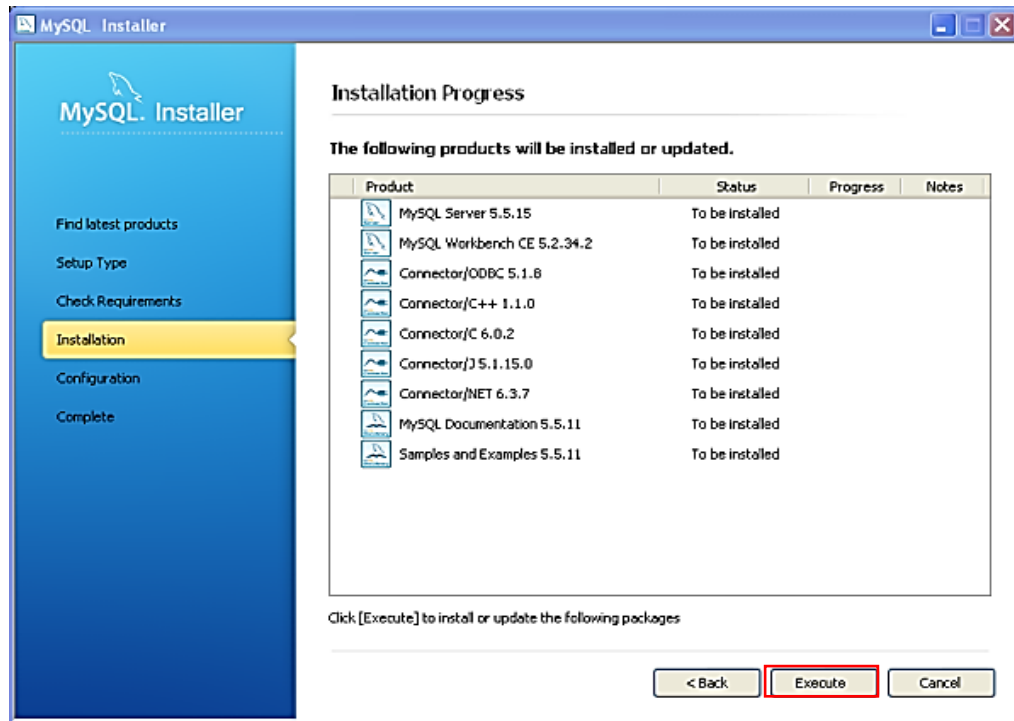 MySQL Installer
MySQL. Installer
Find latest products
Setup Type
Check Requirements
Installation
Configuration
Complete
Installation Progress
The following products will be installed or updated.
Product Status Progress Notes
MySQL Server 5.5.15 To be installed
MySQL Workbench CE 5.2.34.2 To be installed
Connector/ODBC 5.1.8 To be installed
Connector/C++ 1.1.0 To be installed
Connector/C 6.0.2 To be installed
Connector/J 5.1.15.0 To be installed
Connector/NET 6.3.7 To be installed
MySQL Documentation 5.5.11 To be installed
Samples and Examples 5.5.11 To be installed
Click [Execute] to install or update the following packages
< Back Execute Cancel